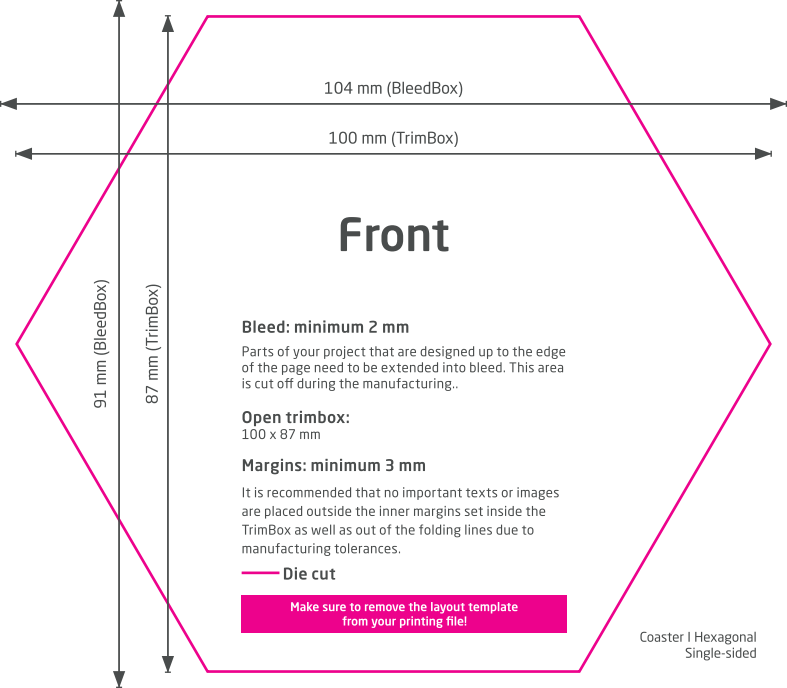 104 mm (BleedBox)
100 mm (TrimBox)
91 mm (BleedBox)
87 mm (TrimBox)
Front
Bleed: minimum 2 mm
Parts of your project that are designed up to the edge
of the page need to be extended into bleed. This area
is cut off during the manufacturing..
Open trimbox:
100 x 87 mm
Margins: minimum 3 mm
It is recommended that no important texts or images
are placed outside the inner margins set inside the
TrimBox as well as out of the folding lines due to
manufacturing tolerances.
Die cut
Make sure to remove the layout template
from your printing file!
Coaster I Hexagonal
Single-sided